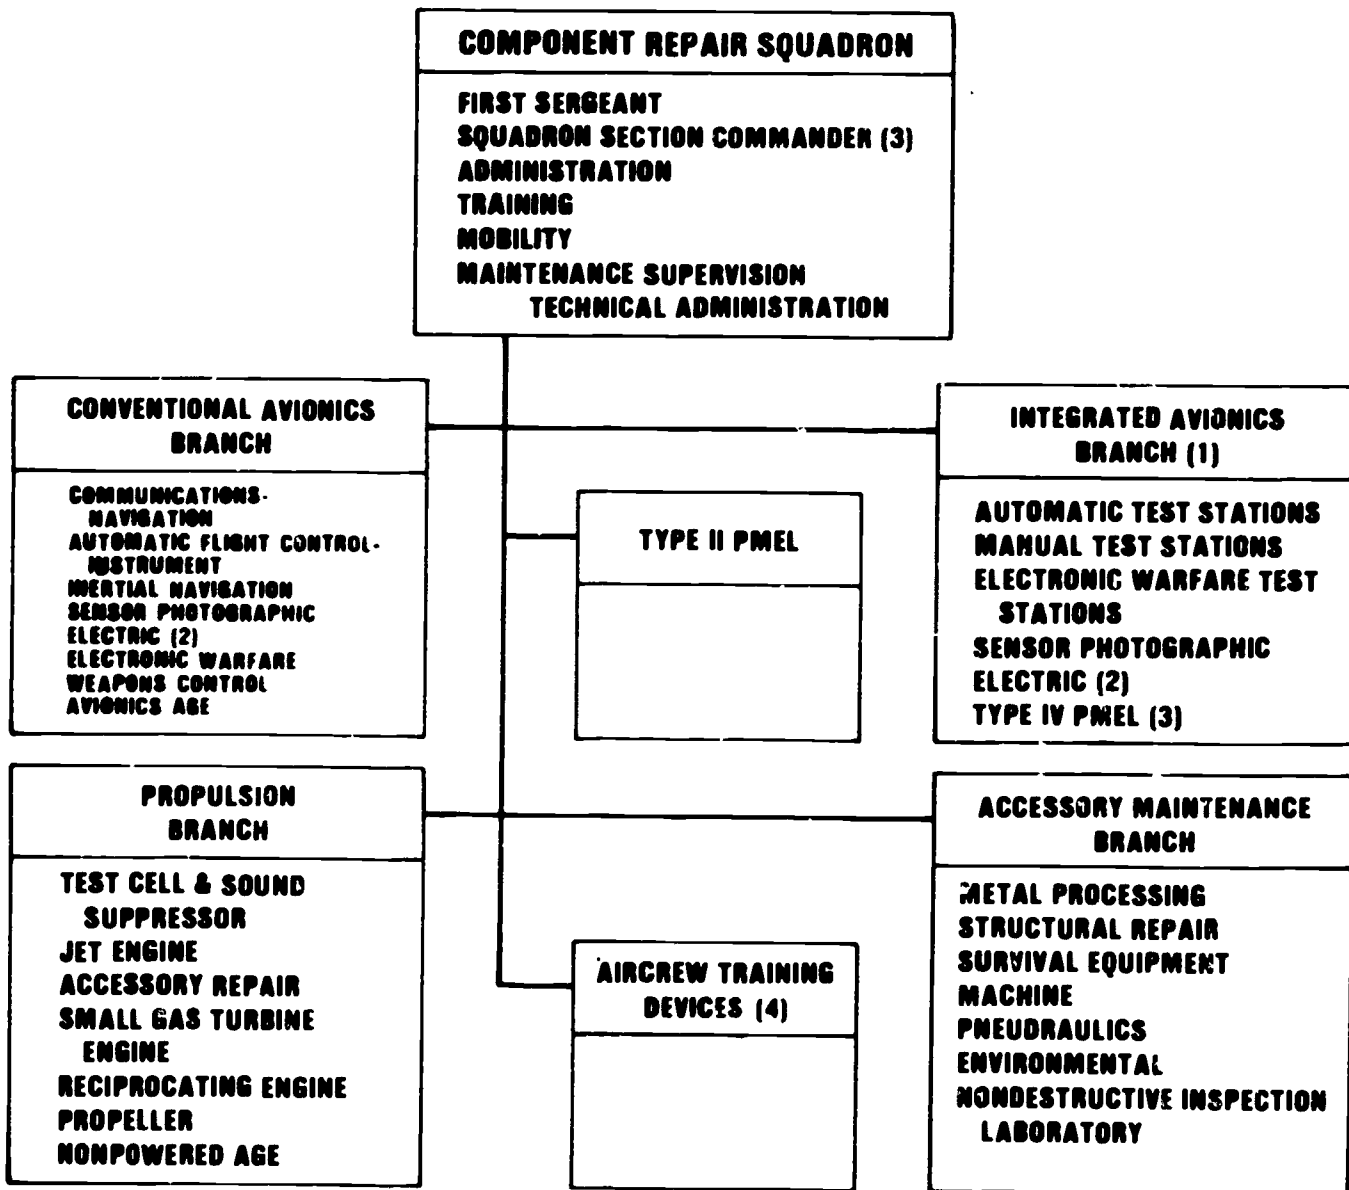 COMPONENT REPAIR SQUADRON
FIRST SERGEANT
SQUADRON SECTION COMMANDER (3)
ADMINISTRATION
TRAINING
MOBILITY
MAINTENANCE SUPERVISION
TECHNICAL ADMINISTRATION
CONVENTIONAL AVIONICS
BRANCH
COMMUNICATIONS-
NAVIGATION
AUTOMATIC FLIGHT CONTROL-
INSTRUMENT
INERTIAL NAVIGATION
SENSOR PHOTOGRAPHIC
ELECTRIC (2)
ELECTRONIC WARFARE
WEAPONS CONTROL
AVIONICS AGE
TYPE II PMEL
INTEGRATED AVIONICS
BRANCH (1)
AUTOMATIC TEST STATIONS
MANUAL TEST STATIONS
ELECTRONIC WARFARE TEST
STATIONS
SENSOR PHOTOGRAPHIC
ELECTRIC (2)
TYPE IV PMEL (3)
PROPULSION
BRANCH
TEST CELL & SOUND
SUPPRESSOR
JET ENGINE
ACCESSORY REPAIR
SMALL GAS TURBINE
ENGINE
RECIPROCATING ENGINE
PROPELLER
NONPOWERED AGE
AIRCREW TRAINING
DEVICES (4)
ACCESSORY MAINTENANCE
BRANCH
METAL PROCESSING
STRUCTURAL REPAIR
SURVIVAL EQUIPMENT
MACHINE
PNEUDRAULICS
ENVIRONMENTAL
NONDESTRUCTIVE INSPECTION
LABORATORY